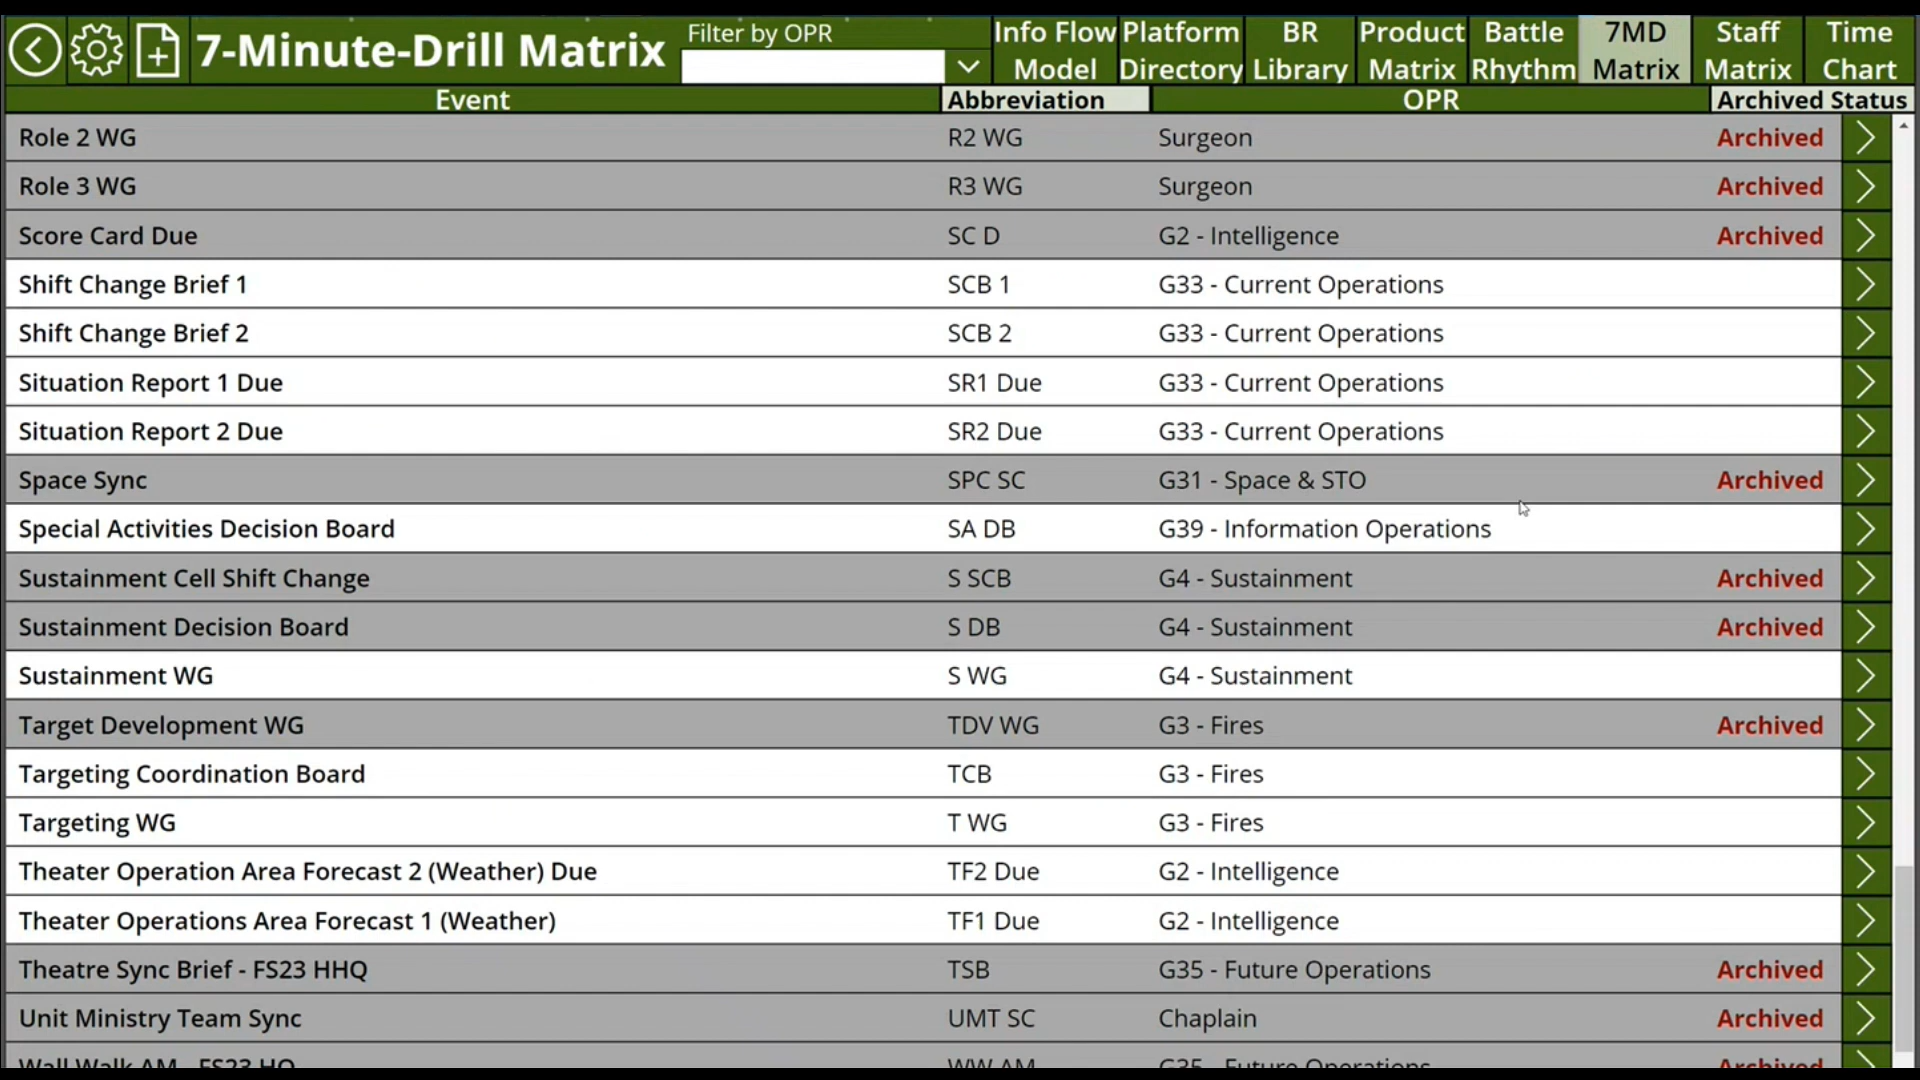 7-Minute-Drill Matrix
Filter by OPR
Info Flow Model
Platform Directory
BR Library
Product Matrix
Battle Rhythm
7MD Matrix
Staff Matrix
Time Chart
Event Abbreviation OPR Archived Status
Role 2 WG R2 WG Surgeon Archived
Role 3 WG R3 WG Surgeon Archived
Score Card Due SC D G2 - Intelligence Archived
Shift Change Brief 1 SCB 1 G33 - Current Operations
Shift Change Brief 2 SCB 2 G33 - Current Operations
Situation Report 1 Due SR1 Due G33 - Current Operations
Situation Report 2 Due SR2 Due G33 - Current Operations
Space Sync SPC SC G31 - Space & STO Archived
Special Activities Decision Board SA DB G39 - Information Operations
Sustainment Cell Shift Change S SCB G4 - Sustainment Archived
Sustainment Decision Board S DB G4 - Sustainment Archived
Sustainment WG S WG G4 - Sustainment
Target Development WG TDV WG G3 - Fires Archived
Targeting Coordination Board TCB G3 - Fires
Targeting WG T WG G3 - Fires
Theater Operation Area Forecast 2 (Weather) Due TF2 Due G2 - Intelligence
Theater Operations Area Forecast 1 (Weather) TF1 Due G2 - Intelligence
Theatre Sync Brief - FS23 HHQ TSB G35 - Future Operations Archived
Unit Ministry Team Sync UMT SC Chaplain Archived
Wall Walk AM - FS23 HQ WW AM G35 - Future Operations Archived